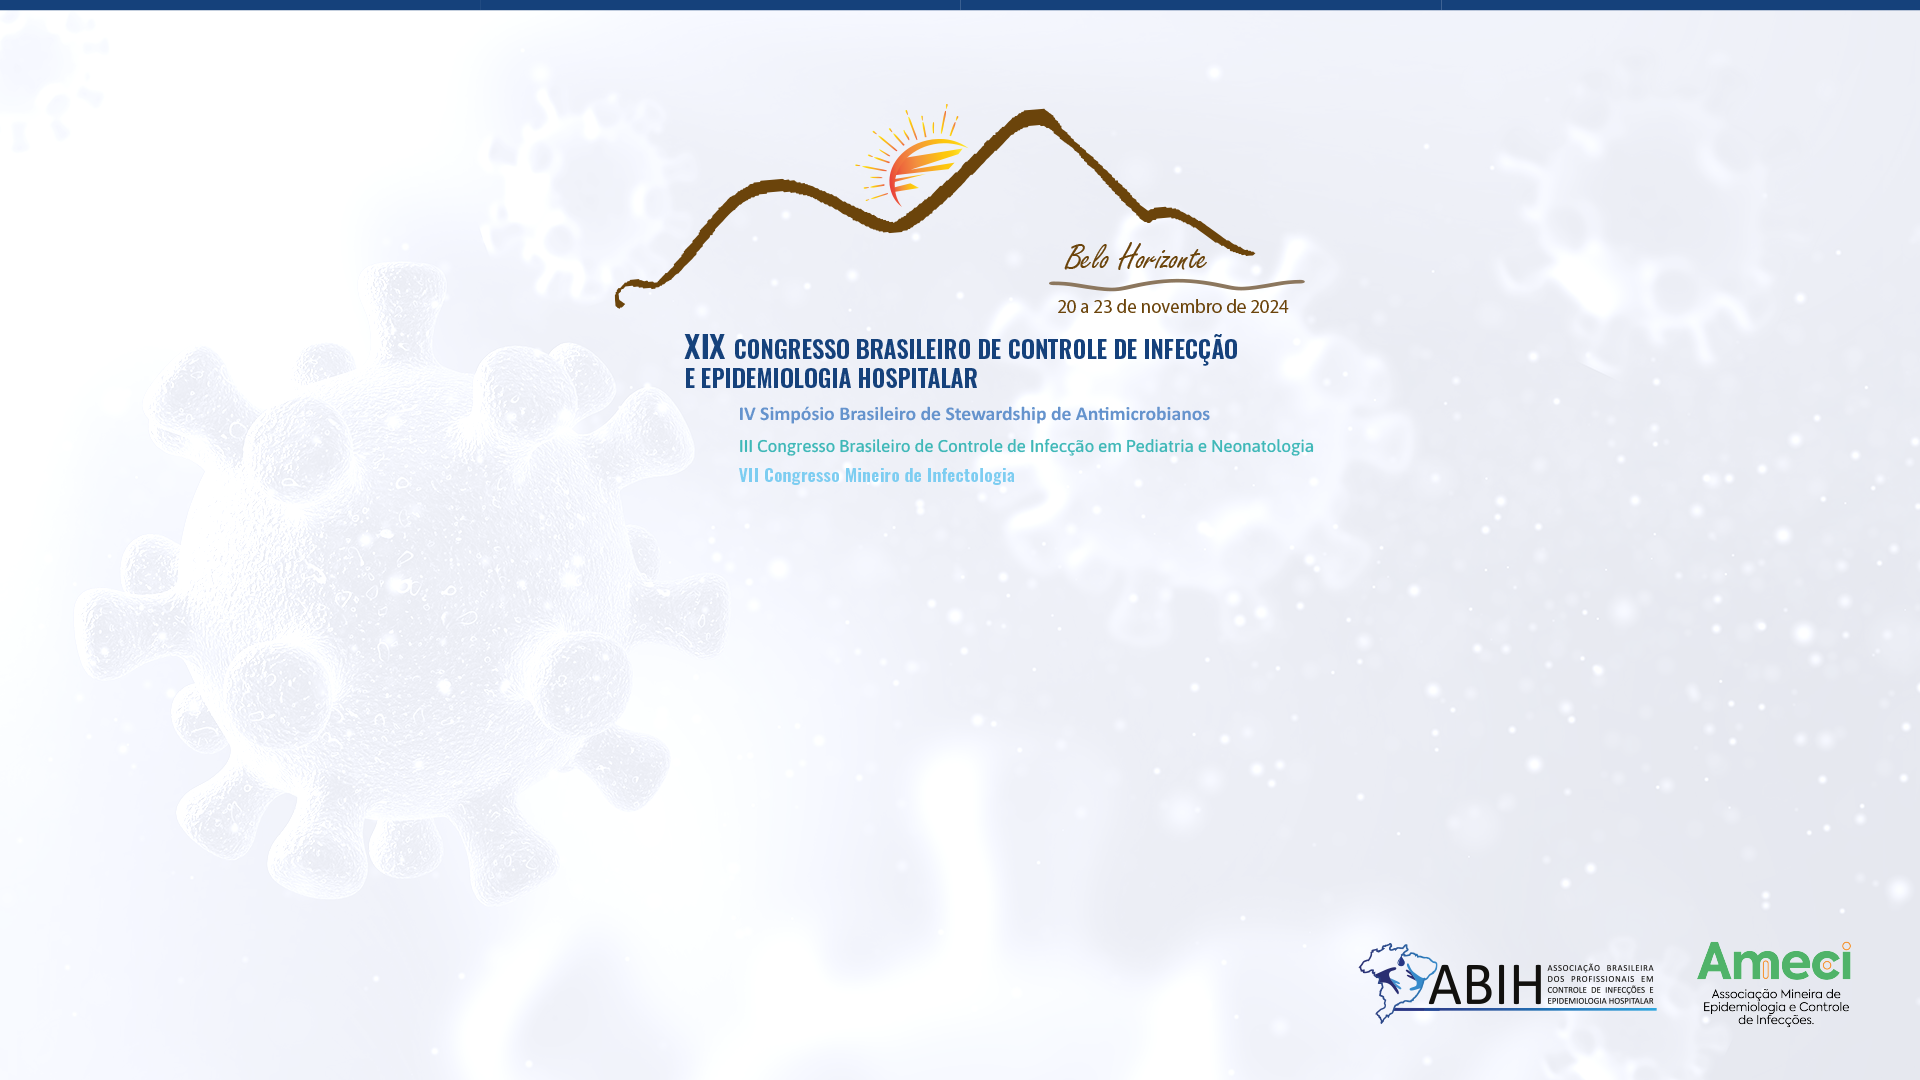 Belo Horizonte
20 a 23 de novembro de 2024
XIX CONGRESSO BRASILEIRO DE CONTROLE DE INFECÇÃO
E EPIDEMIOLOGIA HOSPITALAR
IV Simpósio Brasileiro de Stewardship de Antimicrobianos
III Congresso Brasileiro de Controle de Infecção em Pediatria e Neonatologia
VII Congresso Mineiro de Infectologia
ABIH
ASSOCIAÇÃO BRASILEIRA
DOS PROFISSIONAIS EM
CONTROLE DE INFECÇÕES E
EPIDEMIOLOGIA HOSPITALAR
Ameci
Associação Mineira de
Epidemiologia e Controle
de Infecções.